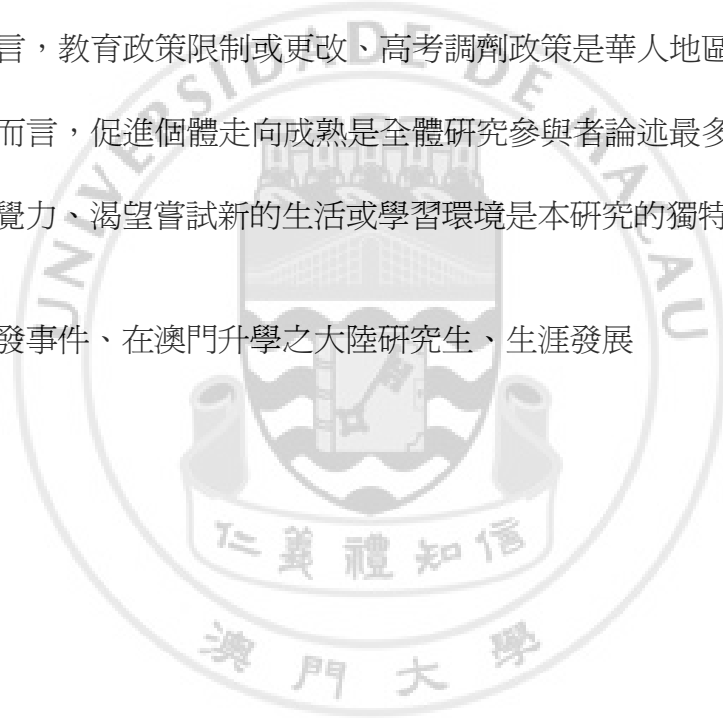 言，教育政策限制或更改、高考調劑政策是華人地區
而言，促進個體走向成熟是全體研究參與者論述最多
覺力、渴望嘗試新的生活或學習環境是本研究的獨特
發事件、在澳門升學之大陸研究生、生涯發展
UNIVERSIDADE DE MACAU
仁義禮知信
澳門大學